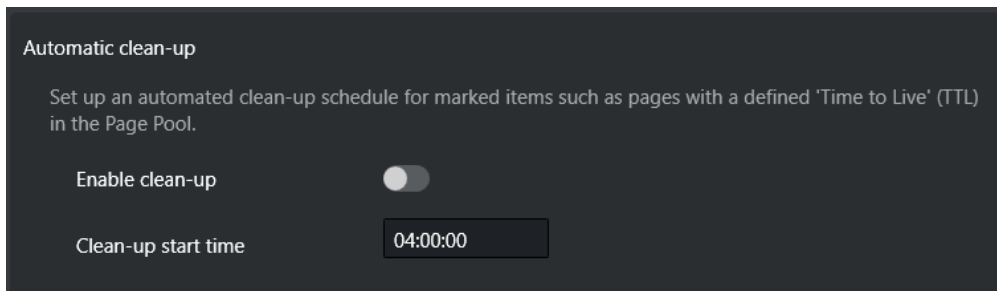 Automatic clean-up
Set up an automated clean-up schedule for marked items such as pages with a defined 'Time to Live' (TTL)
in the Page Pool.
Enable clean-up
Clean-up start time
04:00:00